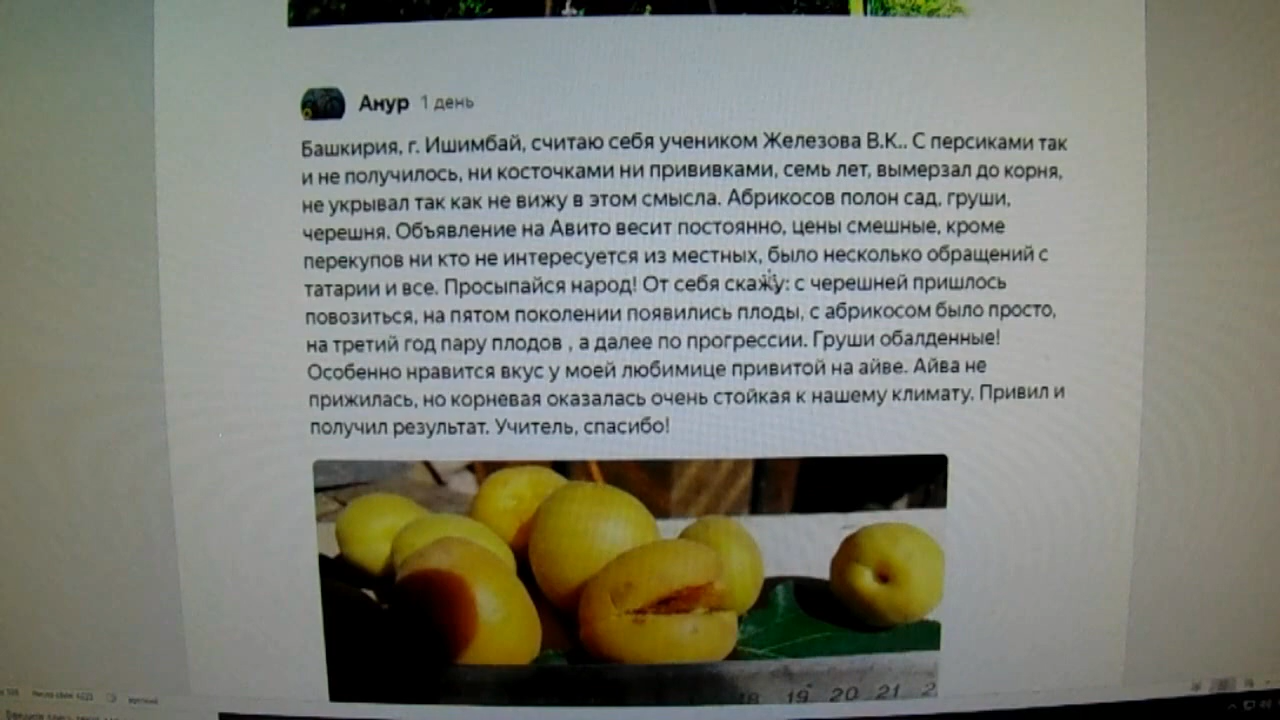 Анур 1 день
Башкирия, г. Ишимбай, считаю себя учеником Железова В.К.. С персиками так
и не получилось, ни косточками ни прививками, семь лет, вымерзал до корня,
не укрывал так как не вижу в этом смысла. Абрикосов полон сад, груши,
черешня. Объявление на Авито весит постоянно, цены смешные, кроме
перекупов ни кто не интересуется из местных, было несколько обращений с
татарии и все. Просыпайся народ! От себя скажу: с черешней пришлось
повозиться, на пятом поколении появились плоды, с абрикосом было просто,
на третий год пару плодов , а далее по прогрессии. Груши обалденные!
Особенно нравится вкус у моей любимице привитой на айве. Айва не
прижилась, но корневая оказалась очень стойкая к нашему климату. Привил и
получил результат. Учитель, спасибо!
18 19 20 21 2